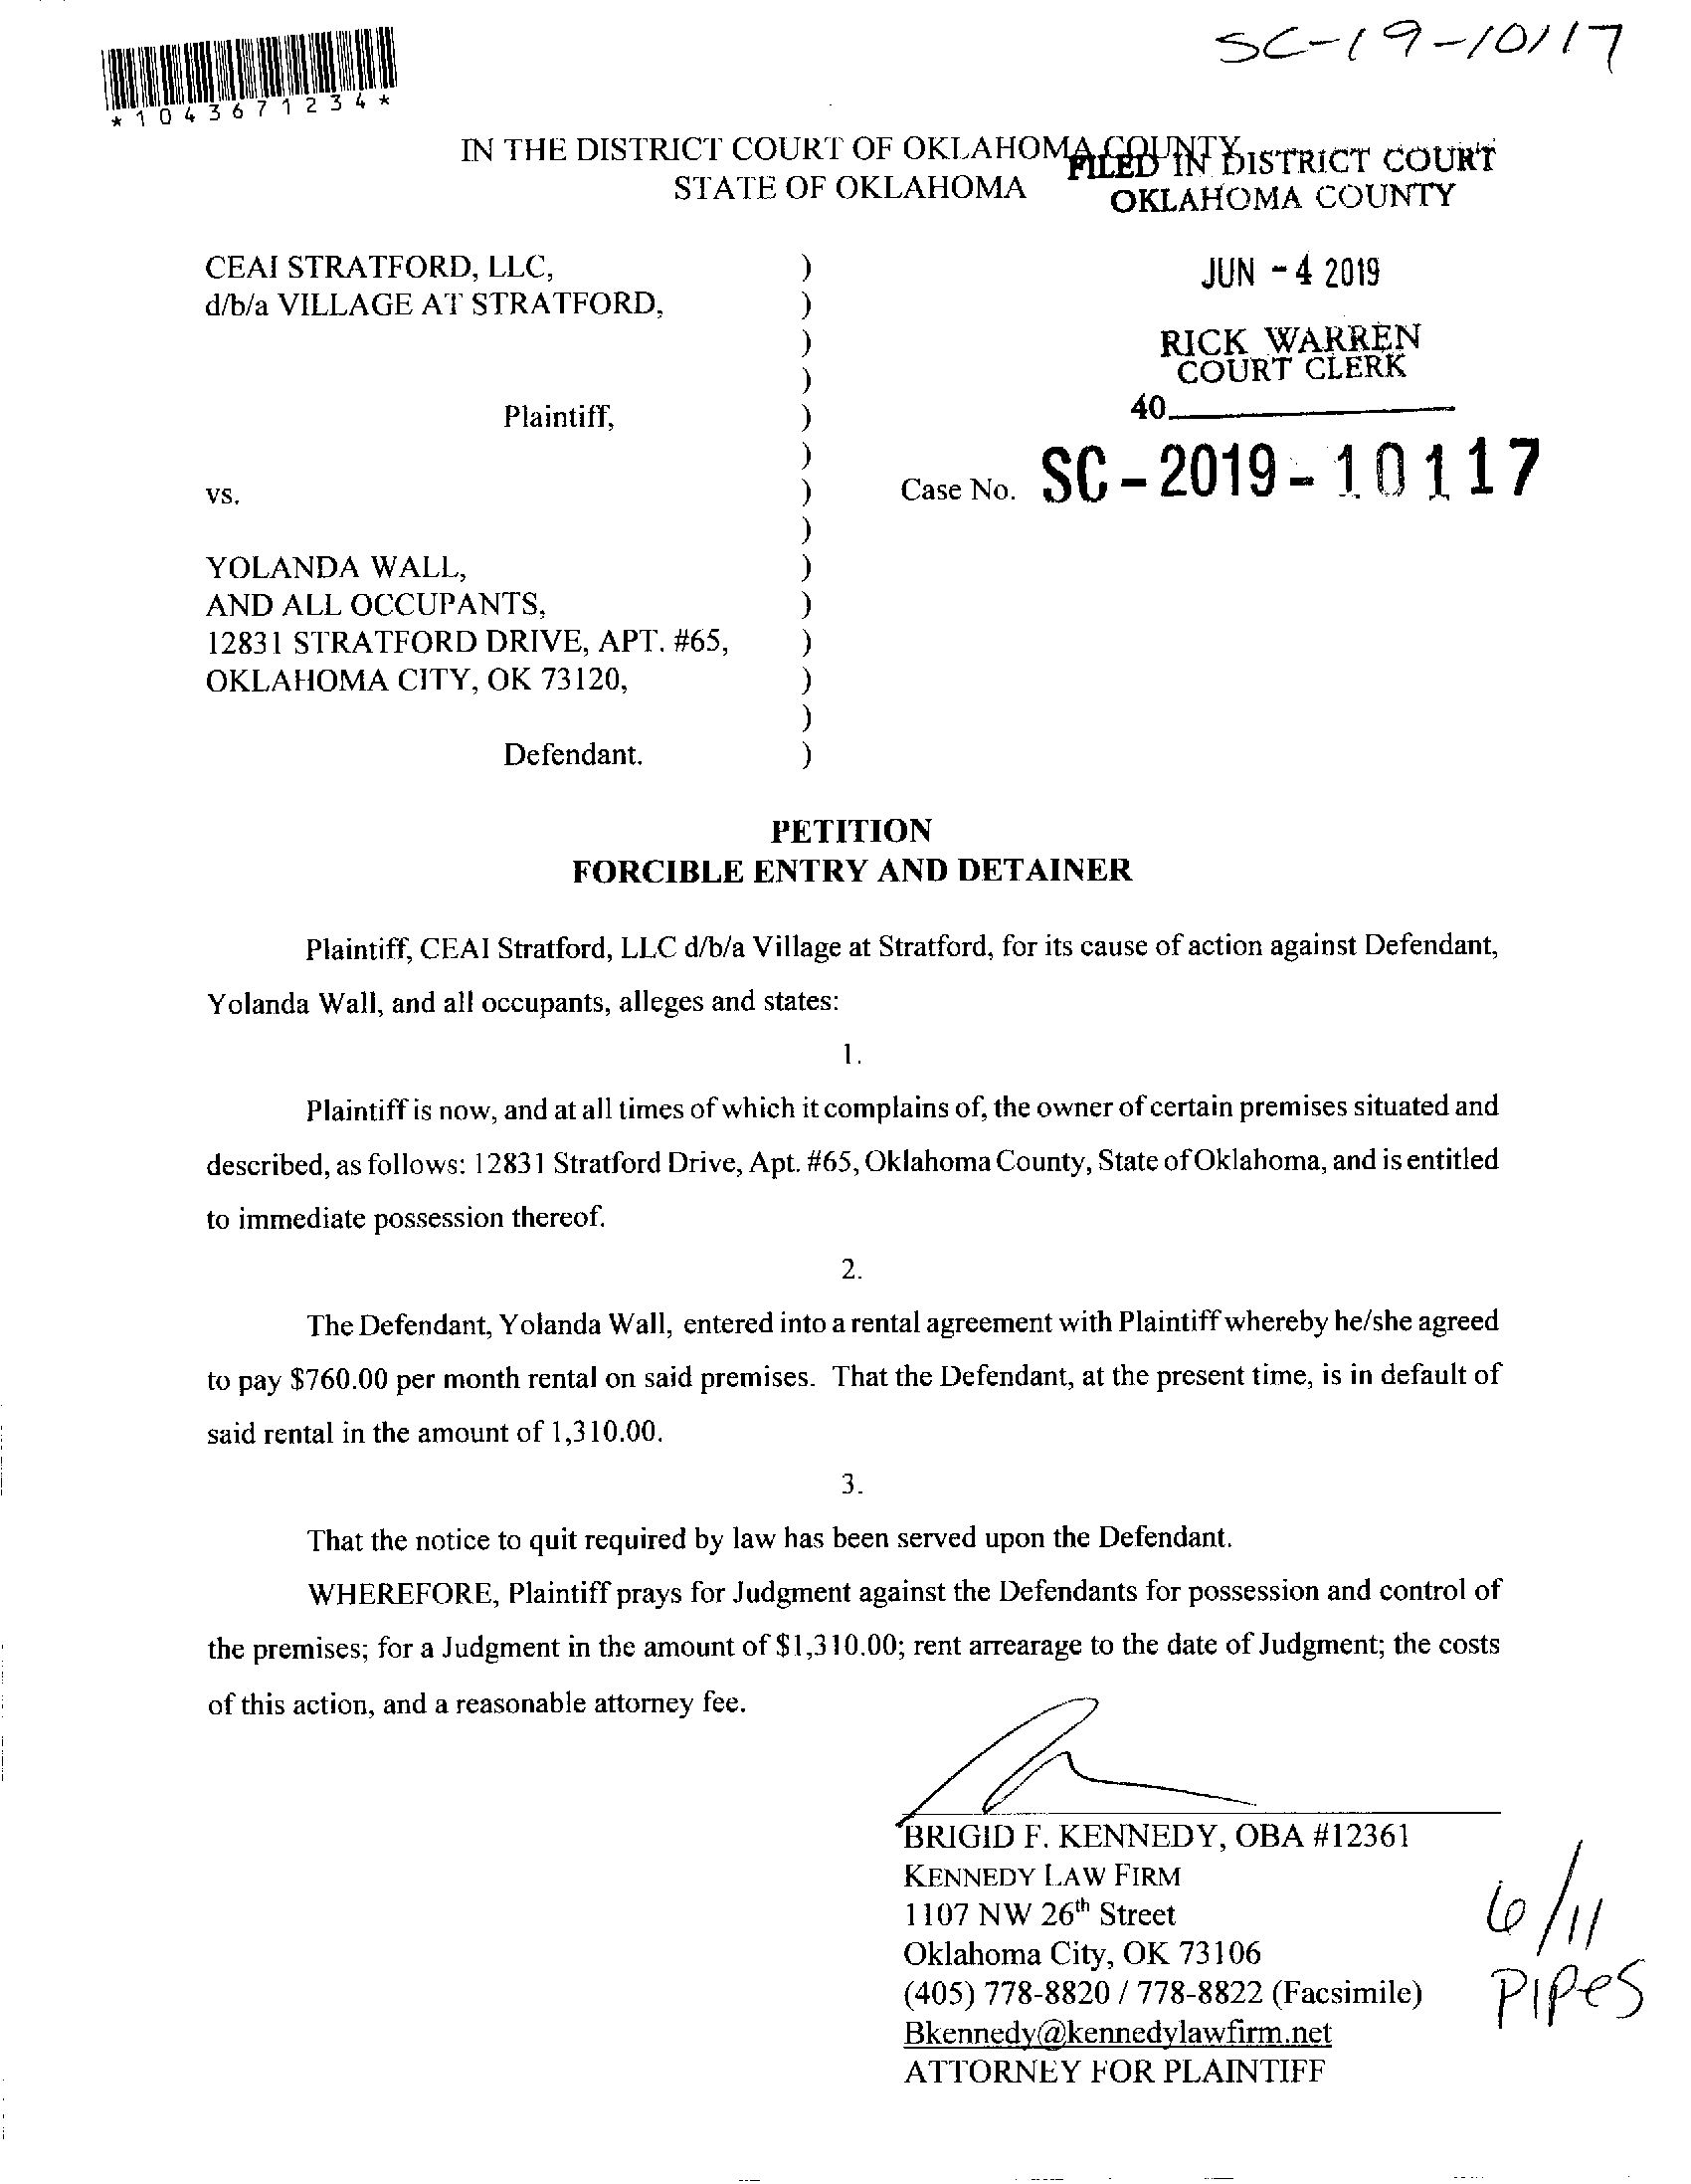 SC-19-10117
*1043671234*
IN THE DISTRICT COURT OF OKLAHOMA COUNTY
STATE OF OKLAHOMA
FILED IN DISTRICT COURT
OKLAHOMA COUNTY
JUN - 4 2019
RICK WARREN
COURT CLERK
40
CEAI STRATFORD, LLC, )
d/b/a VILLAGE AT STRATFORD, )
)
)
Plaintiff, )
)
vs. ) Case No. SC-2019-10117
)
YOLANDA WALL, )
AND ALL OCCUPANTS, )
12831 STRATFORD DRIVE, APT. #65, )
OKLAHOMA CITY, OK 73120, )
)
Defendant. )
PETITION
FORCIBLE ENTRY AND DETAINER
Plaintiff, CEAI Stratford, LLC d/b/a Village at Stratford, for its cause of action against Defendant,
Yolanda Wall, and all occupants, alleges and states:
1.
Plaintiff is now, and at all times of which it complains of, the owner of certain premises situated and
described, as follows: 12831 Stratford Drive, Apt. #65, Oklahoma County, State of Oklahoma, and is entitled
to immediate possession thereof.
2.
The Defendant, Yolanda Wall, entered into a rental agreement with Plaintiff whereby he/she agreed
to pay $760.00 per month rental on said premises. That the Defendant, at the present time, is in default of
said rental in the amount of 1,310.00.
3.
That the notice to quit required by law has been served upon the Defendant.
WHEREFORE, Plaintiff prays for Judgment against the Defendants for possession and control of
the premises; for a Judgment in the amount of $1,310.00; rent arrearage to the date of Judgment; the costs
of this action, and a reasonable attorney fee.
BRIGID F. KENNEDY, OBA #12361
KENNEDY LAW FIRM
1107 NW 26th Street
Oklahoma City, OK 73106
(405) 778-8820 / 778-8822 (Facsimile)
Bkennedy@kennedylawfirm.net
ATTORNEY FOR PLAINTIFF
6/11
PIPes